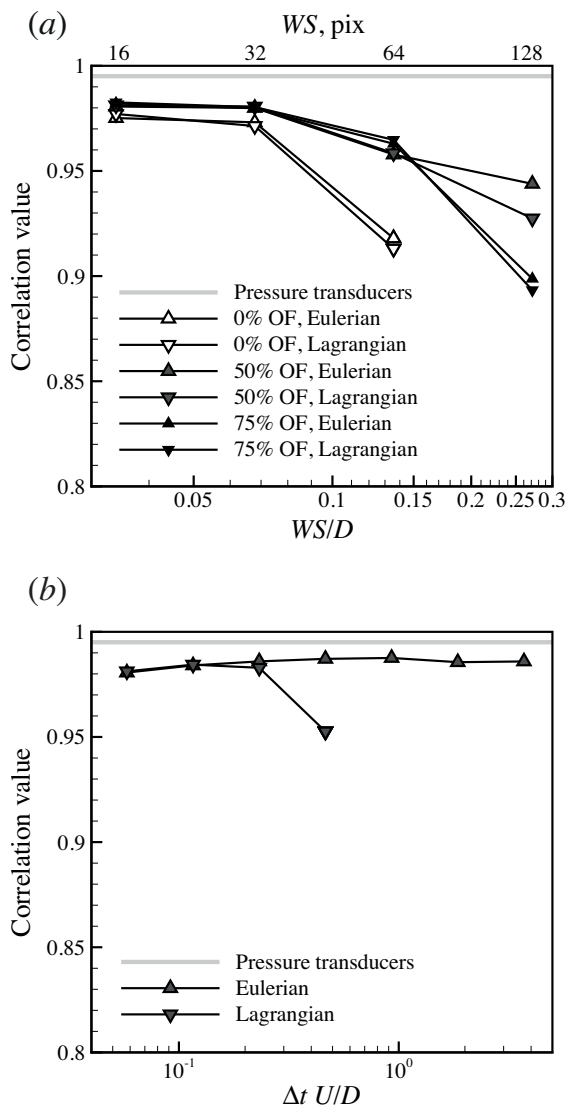 (a)
WS, pix
16 32 64 128
1
0.95
0.9
0.85
0.8
Correlation value
Pressure transducers
0% OF, Eulerian
0% OF, Lagrangian
50% OF, Eulerian
50% OF, Lagrangian
75% OF, Eulerian
75% OF, Lagrangian
0.05 0.1 0.15 0.2 0.25 0.3
WS/D
(b)
1
0.95
0.9
0.85
0.8
Correlation value
Pressure transducers
Eulerian
Lagrangian
10⁻¹ 10⁰
Δt U/D